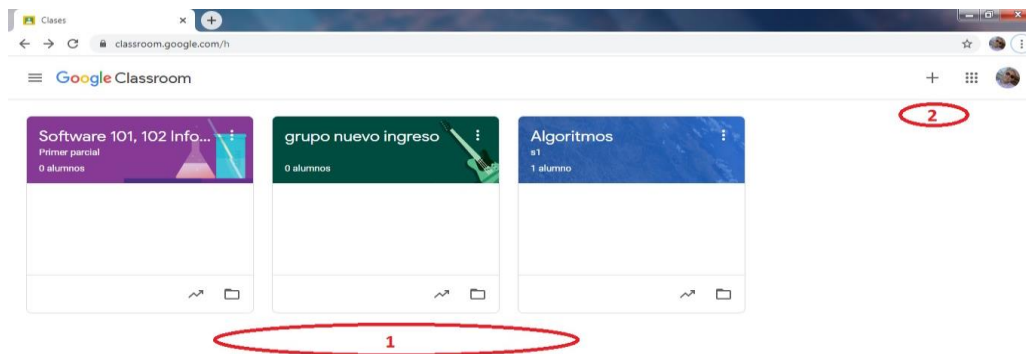 Clases
classroom.google.com/h
Google Classroom
2
Software 101, 102 Info...
Primer parcial
0 alumnos
grupo nuevo ingreso
0 alumnos
Algoritmos
s1
1 alumno
1